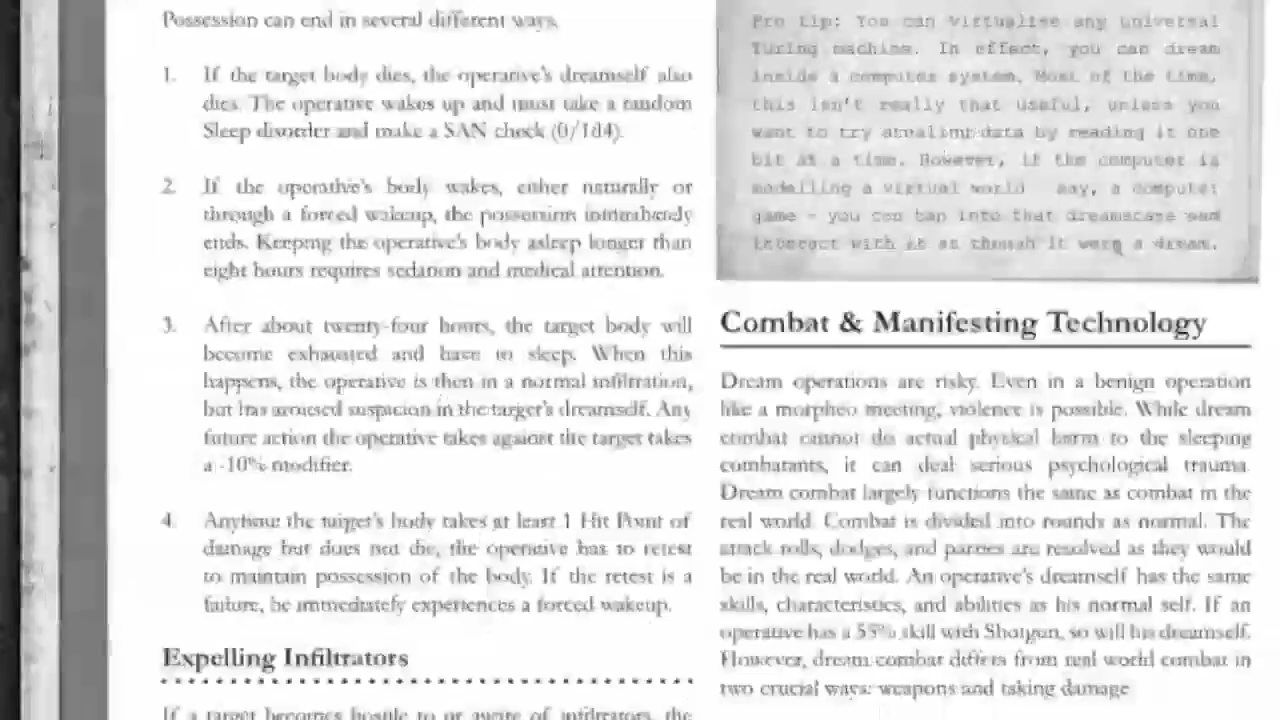 Possession can end in several different ways.
1. If the target body dies, the operative's dreamself also
dies. The operative wakes up and must take a random
Sleep disorder and make a SAN check (0/1d4).
2. If the operative's body wakes, either naturally or
through a forced wakeup, the possession immediately
ends. Keeping the operative's body asleep longer than
eight hours requires sedation and medical attention.
3. After about twenty-four hours, the target body will
become exhausted and have to sleep. When this
happens, the operative is then in a normal infiltration,
but has aroused suspicion in the target's dreamself. Any
future action the operative takes against the target takes
a -10% modifier.
4. Anytime the target's body takes at least 1 Hit Point of
damage but does not die, the operative has to retest
to maintain possession of the body. If the retest is a
failure, he immediately experiences a forced wakeup.
Expelling Infiltrators
If a target becomes hostile to or aware of infiltrators, the
Pro tip: You can virtualise any universal
Turing machine. In effect, you can dream
inside a computer system. Most of the time,
this isn't really that useful, unless you
want to try stealing data by reading it one
bit at a time. However, if the computer is
modelling a virtual world – say, a computer
game – you can tap into that dreamscape and
interact with it as though it were a dream.
Combat & Manifesting Technology
Dream operations are risky. Even in a benign operation
like a morpheo meeting, violence is possible. While dream
combat cannot do actual physical harm to the sleeping
combatants, it can deal serious psychological trauma.
Dream combat largely functions the same as combat in the
real world. Combat is divided into rounds as normal. The
attack rolls, dodges, and parries are resolved as they would
be in the real world. An operative's dreamself has the same
skills, characteristics, and abilities as his normal self. If an
operative has a 55% skill with Shotgun, so will his dreamself.
However, dream combat differs from real world combat in
two crucial ways: weapons and taking damage